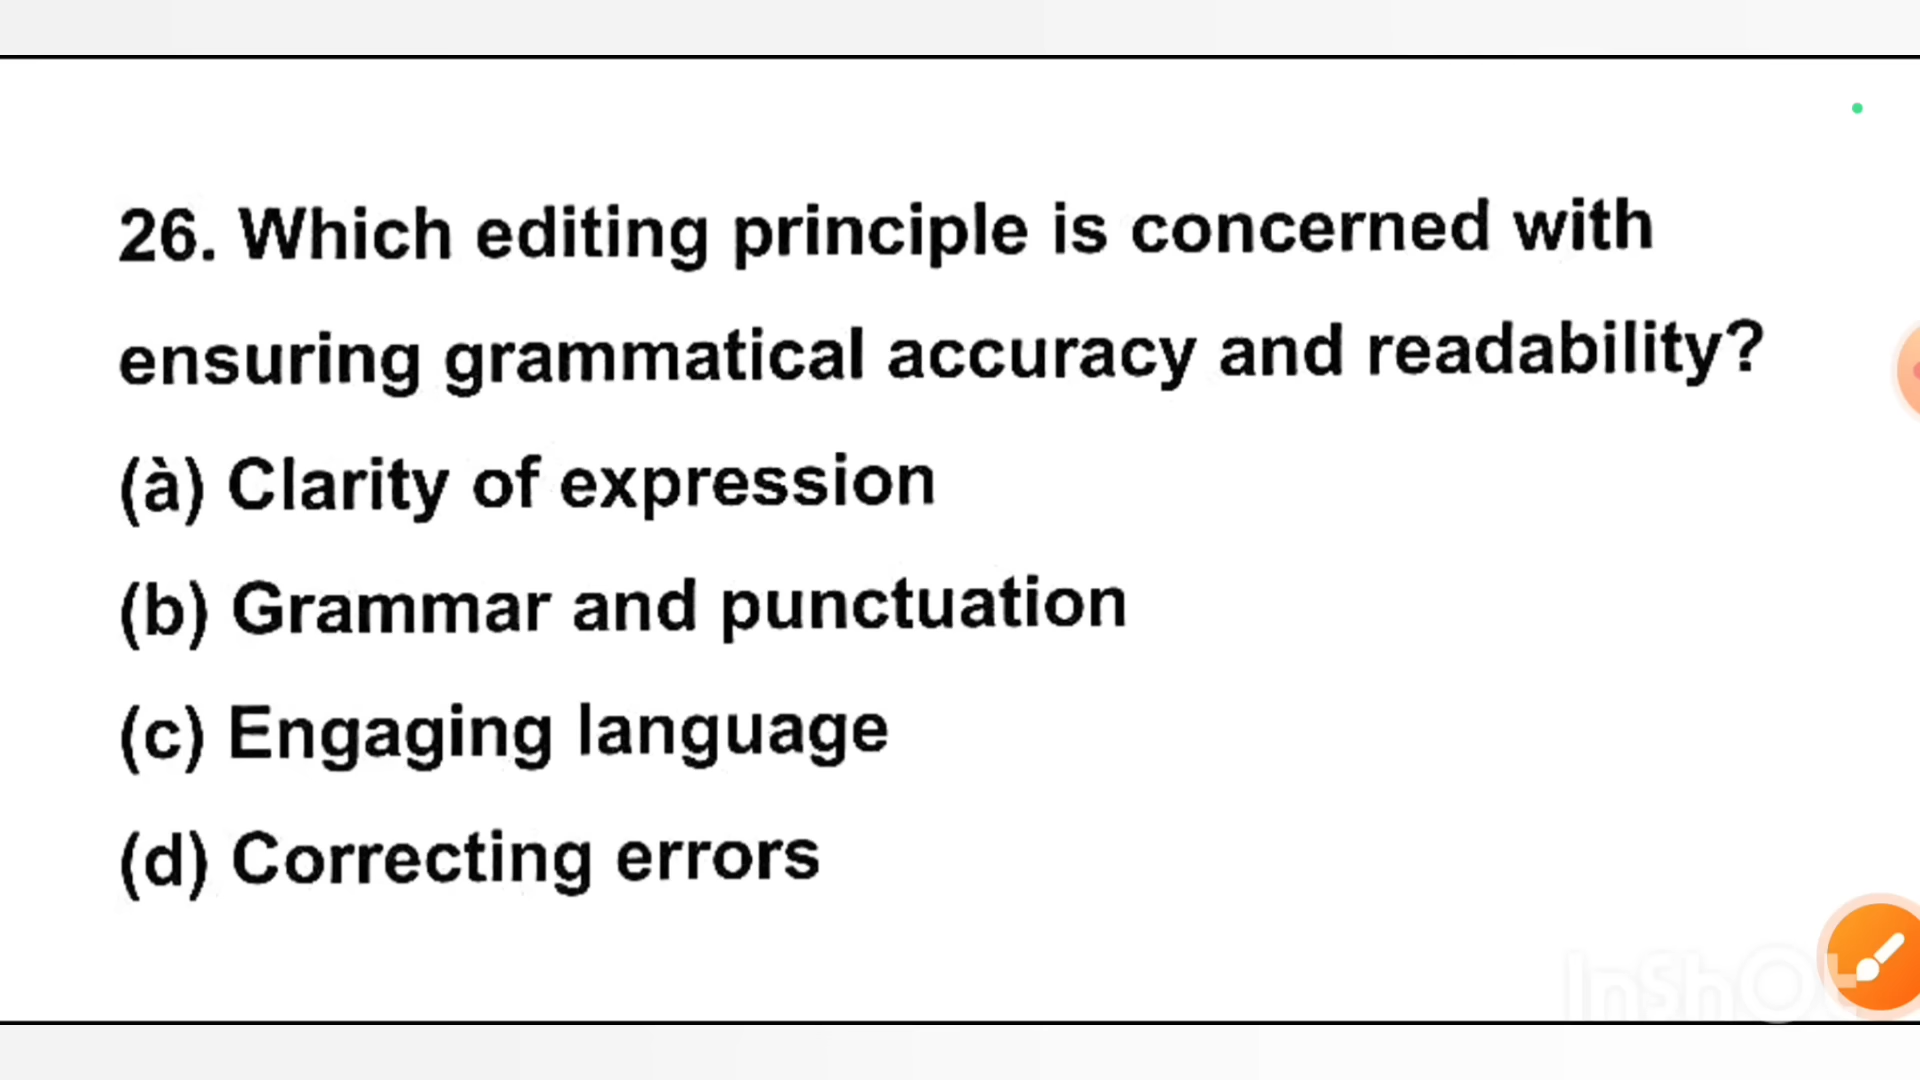 26. Which editing principle is concerned with
ensuring grammatical accuracy and readability?
(à) Clarity of expression
(b) Grammar and punctuation
(c) Engaging language
(d) Correcting errors
InShOt